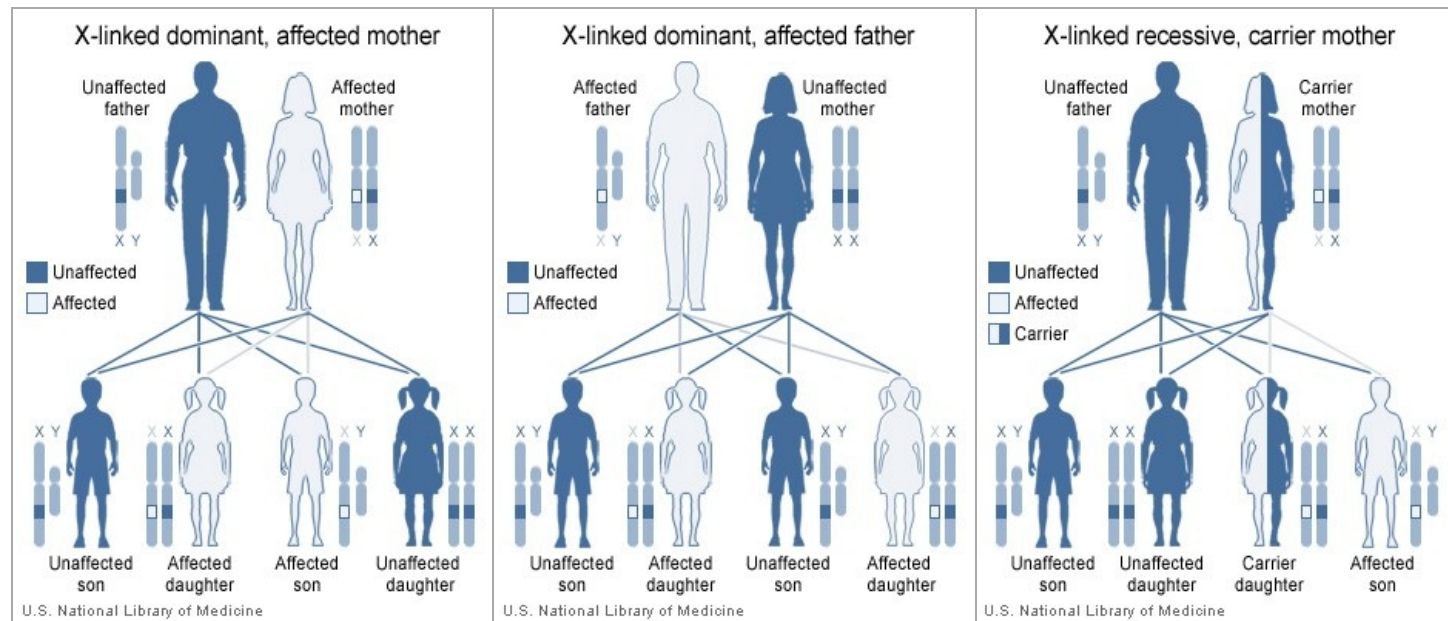 X-linked dominant, affected mother
Unaffected
father
Affected
mother
X Y
X X
Unaffected
Affected
X Y
X X
X Y
X X
Unaffected
son
Affected
daughter
Affected
son
Unaffected
daughter
U.S. National Library of Medicine
X-linked dominant, affected father
Affected
father
Unaffected
mother
X Y
X X
Unaffected
Affected
X Y
X X
X Y
X X
Unaffected
son
Affected
daughter
Unaffected
son
Affected
daughter
U.S. National Library of Medicine
X-linked recessive, carrier mother
Unaffected
father
Carrier
mother
X Y
X X
Unaffected
Affected
Carrier
X Y
X X
X X
X Y
Unaffected
son
Unaffected
daughter
Carrier
daughter
Affected
son
U.S. National Library of Medicine